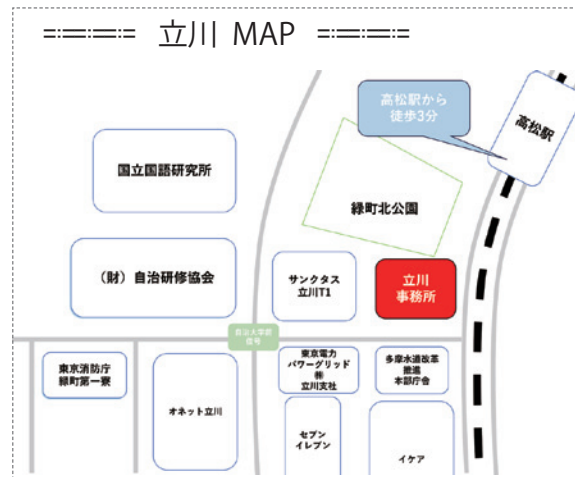 立川 MAP
高松駅から
徒歩3分
高松駅
国立国語研究所
緑町北公園
(財)自治研修協会
サンクタス
立川T1
立川
事務所
自治大学前
信号
東京消防庁
緑町第一寮
オネット立川
東京電力
パワーグリッド
㈱
立川支社
多摩水道改革
推進
本部庁舎
セブン
イレブン
イケア